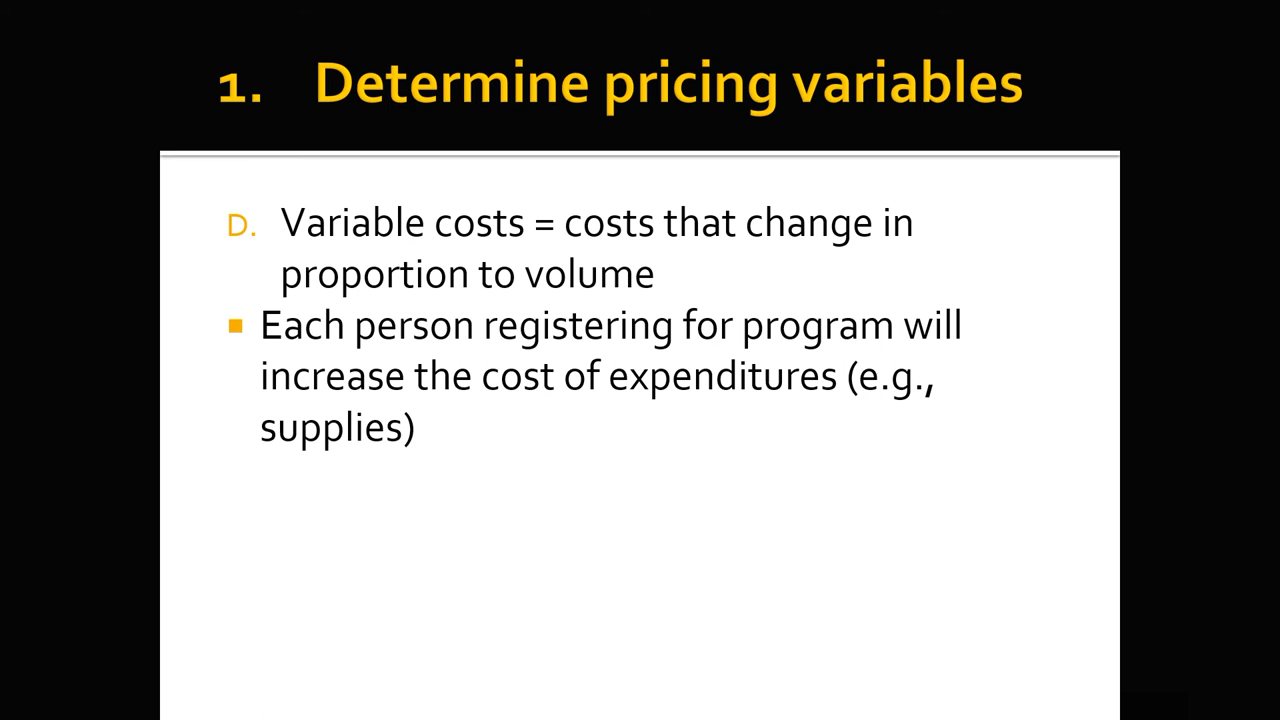 1. Determine pricing variables
D. Variable costs = costs that change in
proportion to volume
▪ Each person registering for program will
increase the cost of expenditures (e.g.,
supplies)